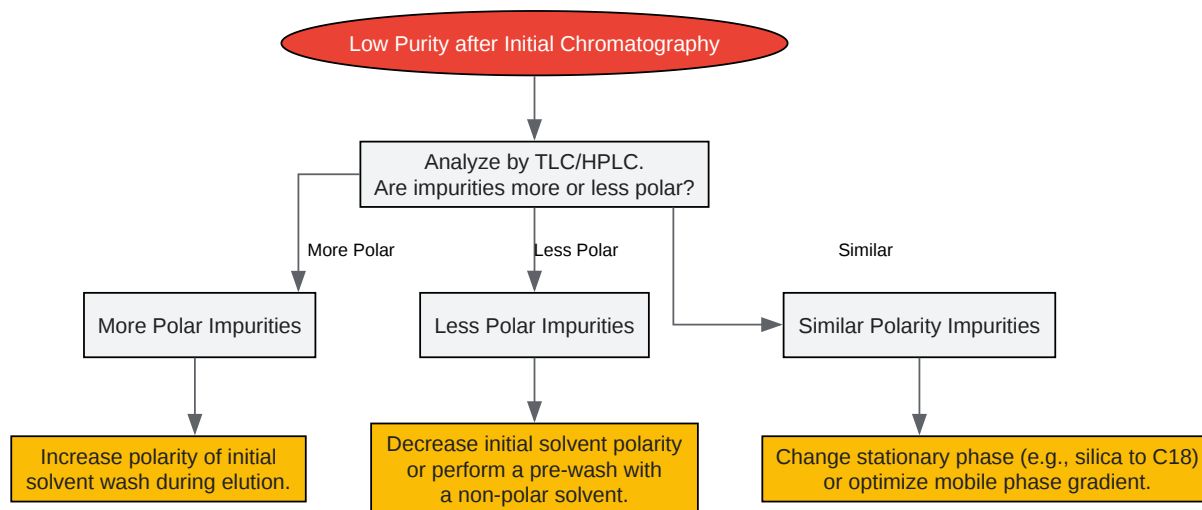 Low Purity after Initial Chromatography
Analyze by TLC/HPLC.
Are impurities more or less polar?
More Polar
Less Polar
Similar
More Polar Impurities
Less Polar Impurities
Similar Polarity Impurities
Increase polarity of initial
solvent wash during elution.
Decrease initial solvent polarity
or perform a pre-wash with
a non-polar solvent.
Change stationary phase (e.g., silica to C18)
or optimize mobile phase gradient.